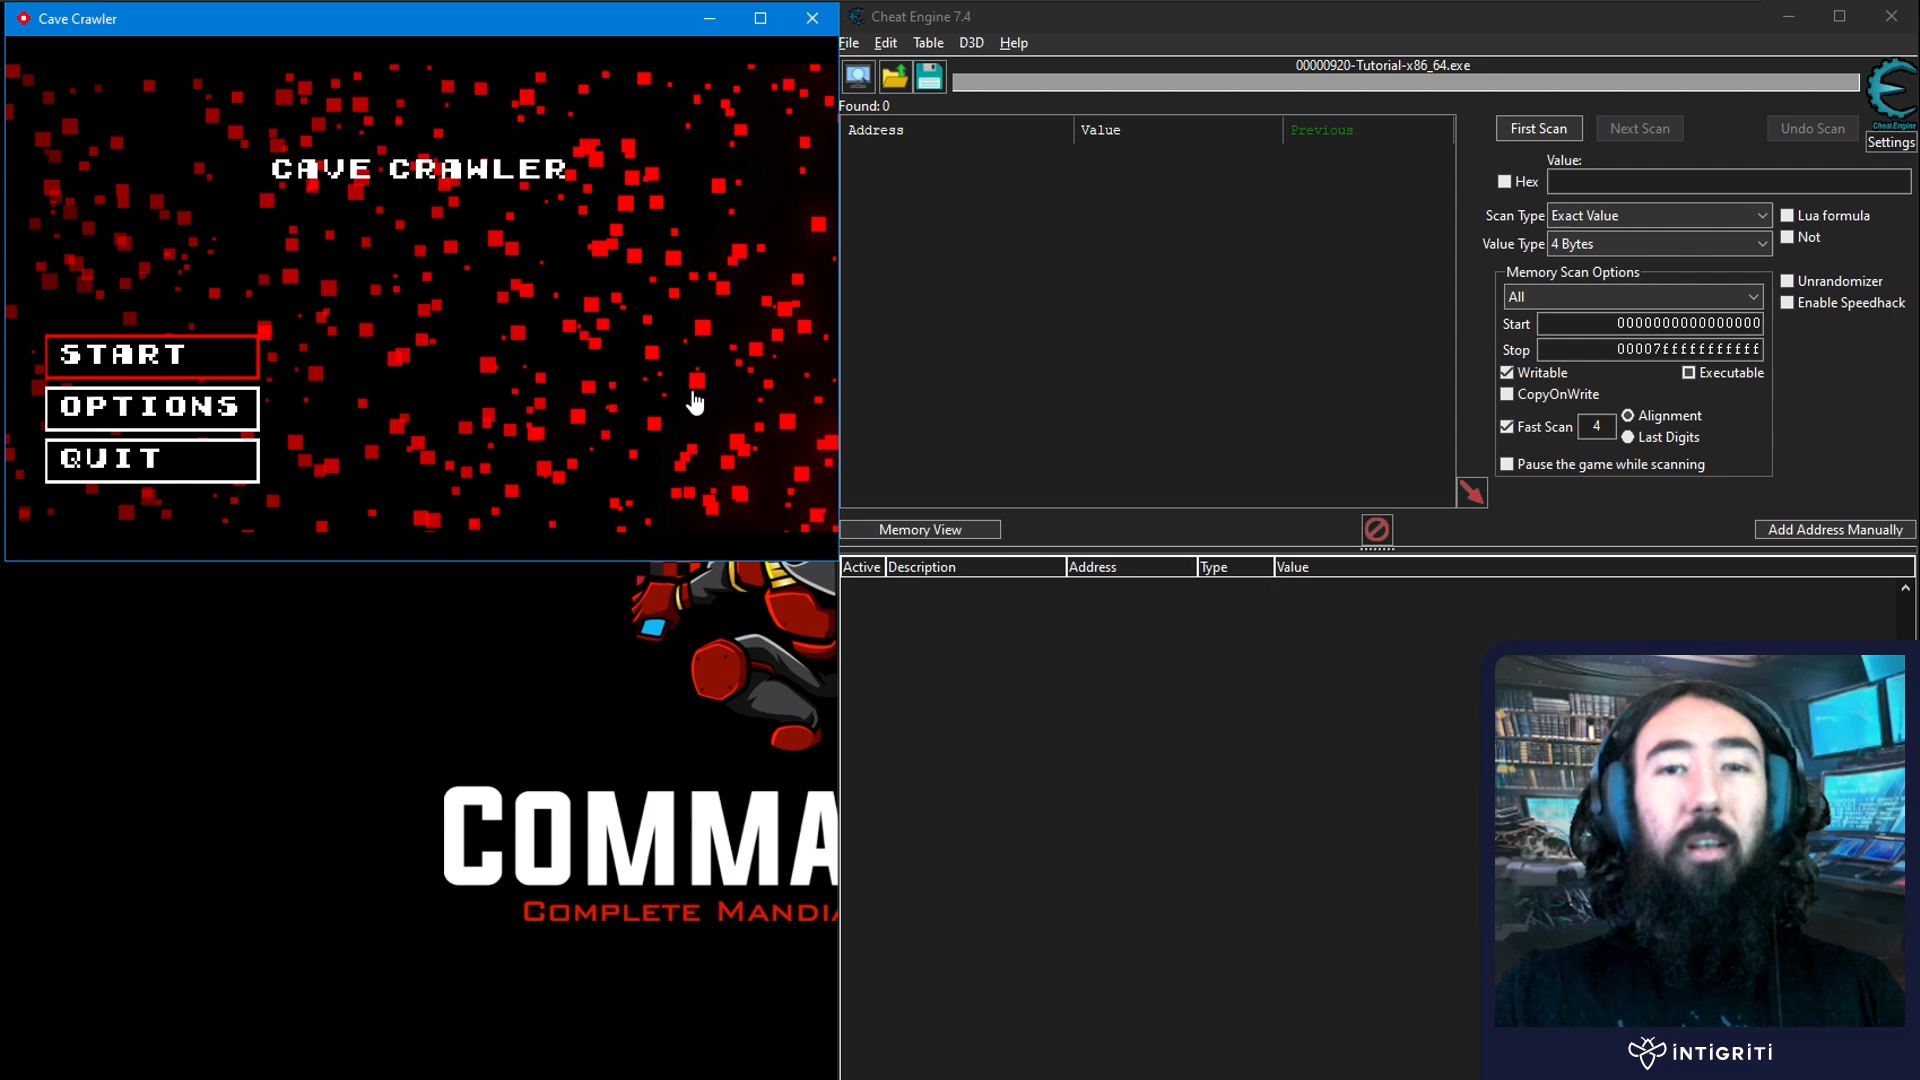 Cave Crawler
CAVE CRAWLER
START
OPTIONS
QUIT
COMMA
COMPLETE MANDIA
Cheat Engine 7.4
File Edit Table D3D Help
00000920-Tutorial-x86_64.exe
Found: 0
Address Value Previous
First Scan Next Scan Undo Scan
Cheat Engine
Settings
Value:
Hex
Scan Type Exact Value Lua formula
Value Type 4 Bytes Not
Memory Scan Options
All
Unrandomizer
Enable Speedhack
Start 0000000000000000
Stop 00007fffffffffff
Writable Executable
CopyOnWrite
Fast Scan 4 Alignment
Last Digits
Pause the game while scanning
Memory View
Add Address Manually
Active Description Address Type Value
INTIGRITI